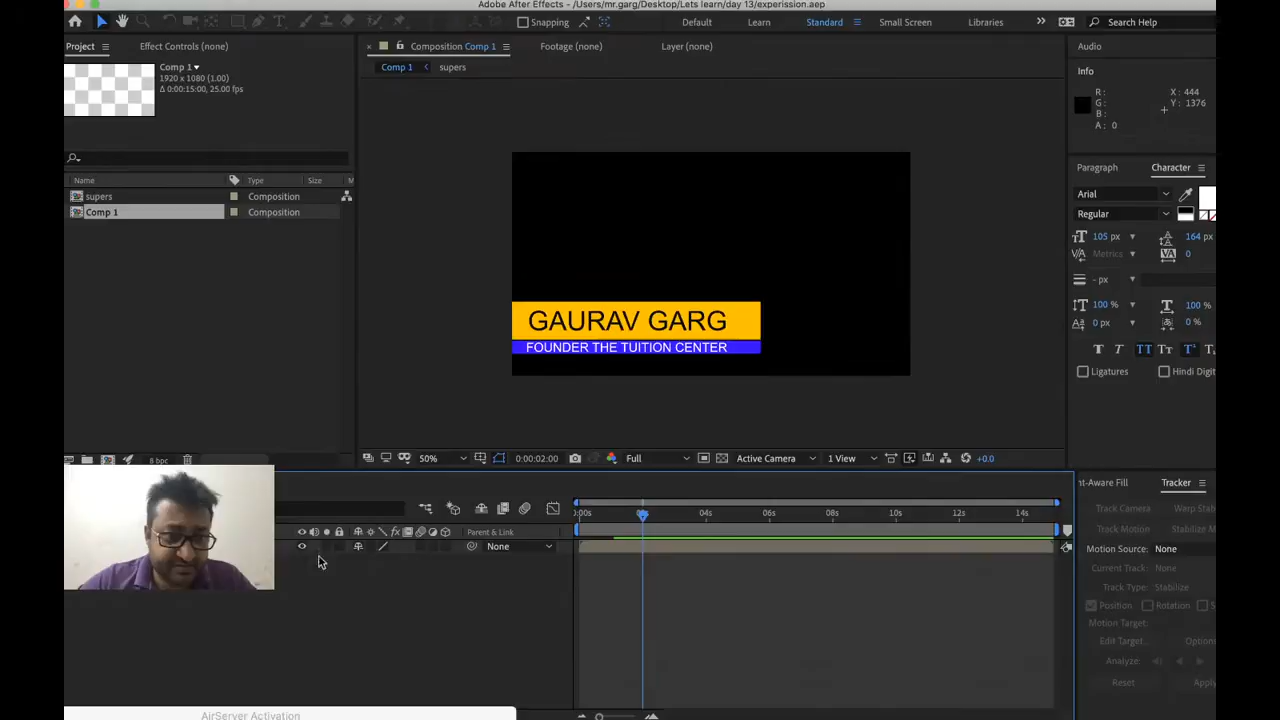 Adobe After Effects - /Users/mr.garg/Desktop/Lets learn/day 13/experission.aep
Snapping
Default
Learn
Standard
Small Screen
Libraries
Search Help
Project
Effect Controls (none)
Composition Comp 1
Footage (none)
Layer (none)
Audio
Comp 1
1920 x 1080 (1.00)
Δ 0:00:15:00, 25.00 fps
Comp 1
supers
Info
R :
G :
B :
A : 0
X : 444
Y : 1376
Name
Type
Size
M
supers
Composition
Comp 1
Composition
Paragraph
Character
Arial
Regular
105 px
164 px
Metrics
0
- px
100 %
100 %
0 px
0 %
Ligatures
Hindi Digit
GAURAV GARG
FOUNDER THE TUITION CENTER
8 bpc
50%
0:00:02:00
Full
Active Camera
1 View
+0.0
nt-Aware Fill
Tracker
Track Camera
Warp Stab
Track Motion
Stabilize M
Motion Source:
None
Current Track:
None
Track Type:
Stabilize
Position
Rotation
S
Motion Target:
Edit Target...
Options
Analyze:
Reset
Apply
:00s
04s
06s
08s
10s
12s
14s
Parent & Link
None
AirServer Activation